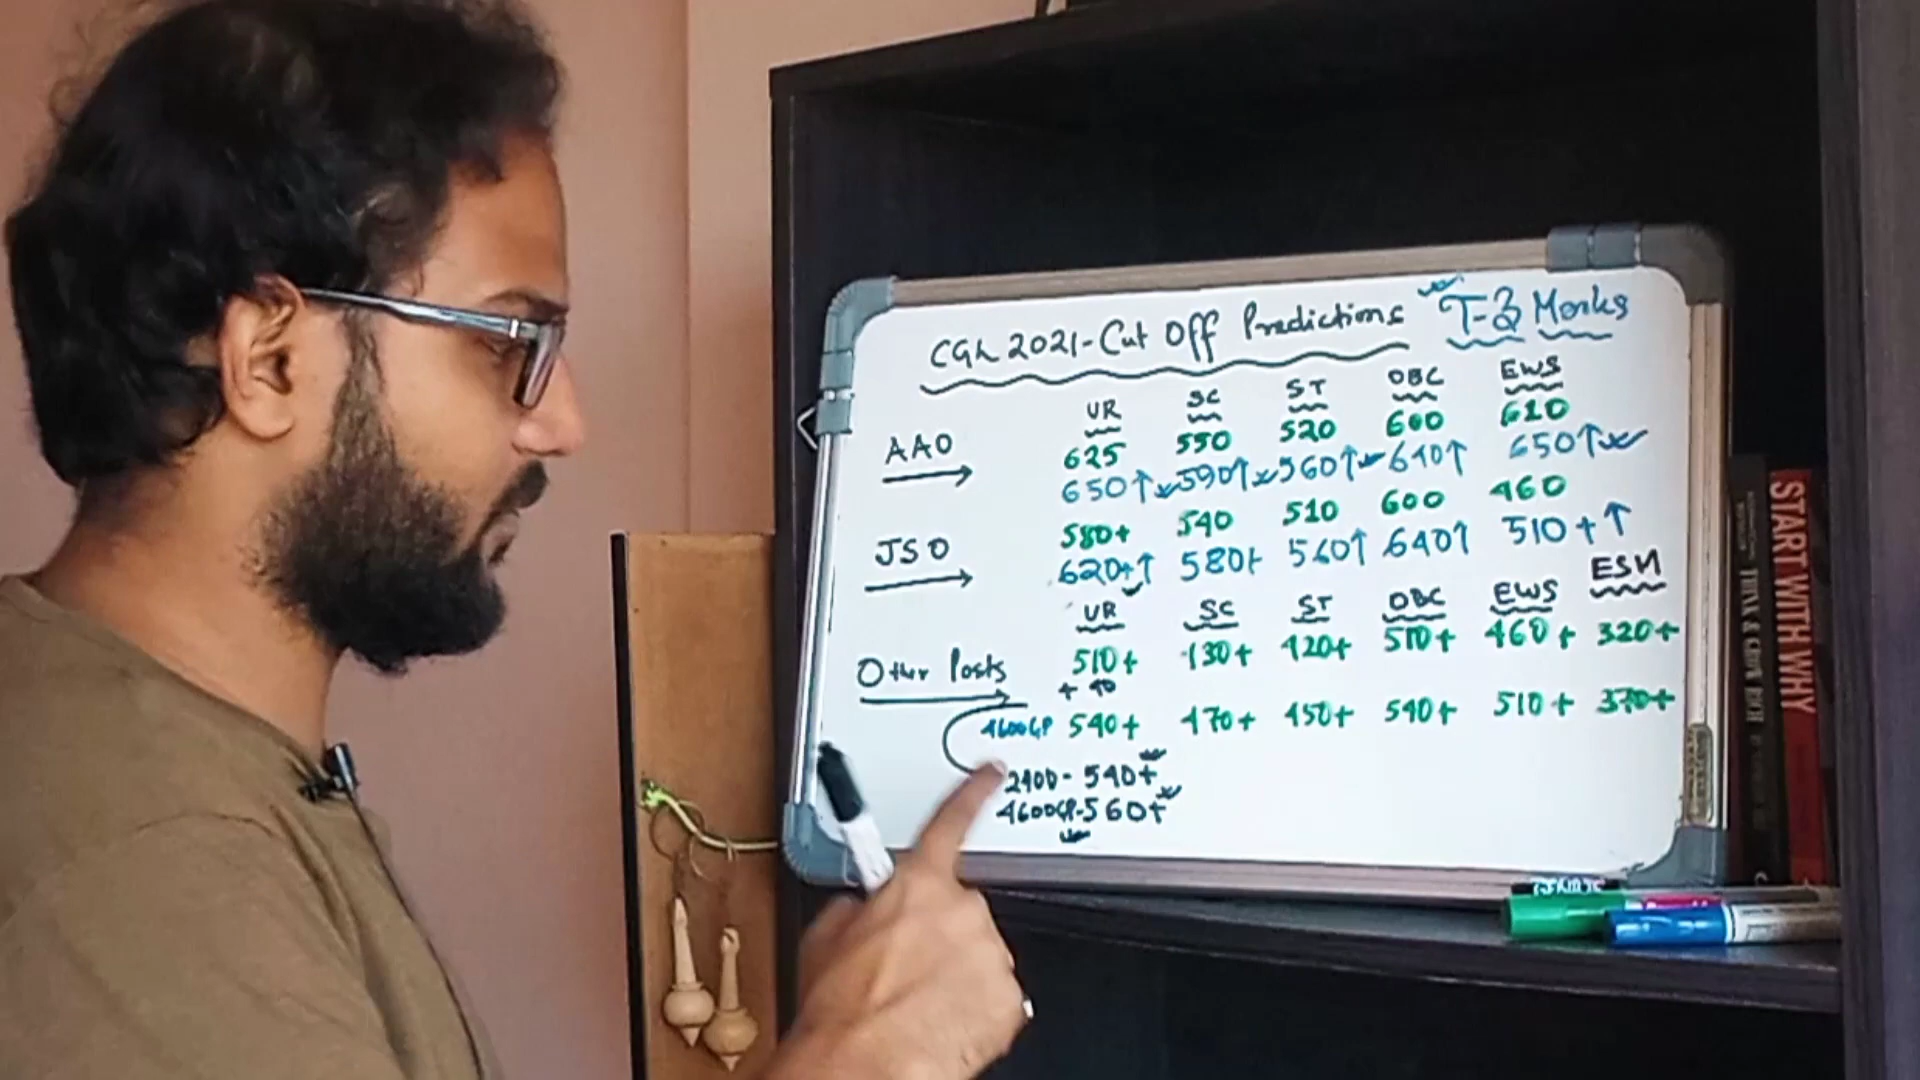 CGL 2021-Cut Off Predictions T-3 Marks
UR SC ST OBC EWS
AAO 625 550 520 600 610
650↑ 590↑ 560↑ 640↑ 650↑
JSO 580+ 540 510 600 460
620+↑ 580+ 560↑ 640↑ 510+↑
UR SC ST OBC EWS ESM
Other Posts 510+ 430+ 420+ 510+ 460+ 320+
+ 40
4600GP 540+ 470+ 450+ 540+ 510+ 370+
2400- 540+
4600GP-560+
START WITH WHY